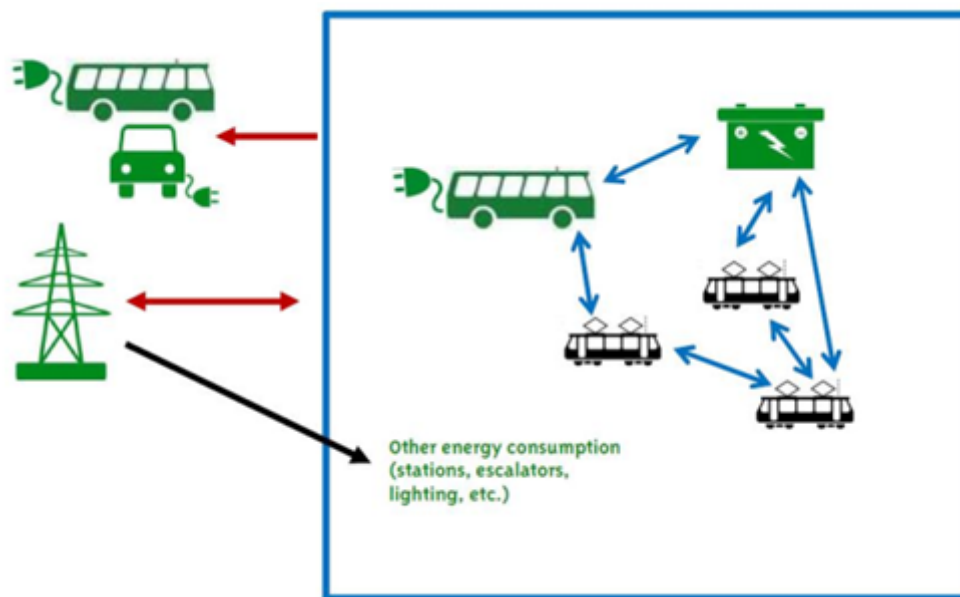 Other energy consumption
(stations, escalators,
lighting, etc.)